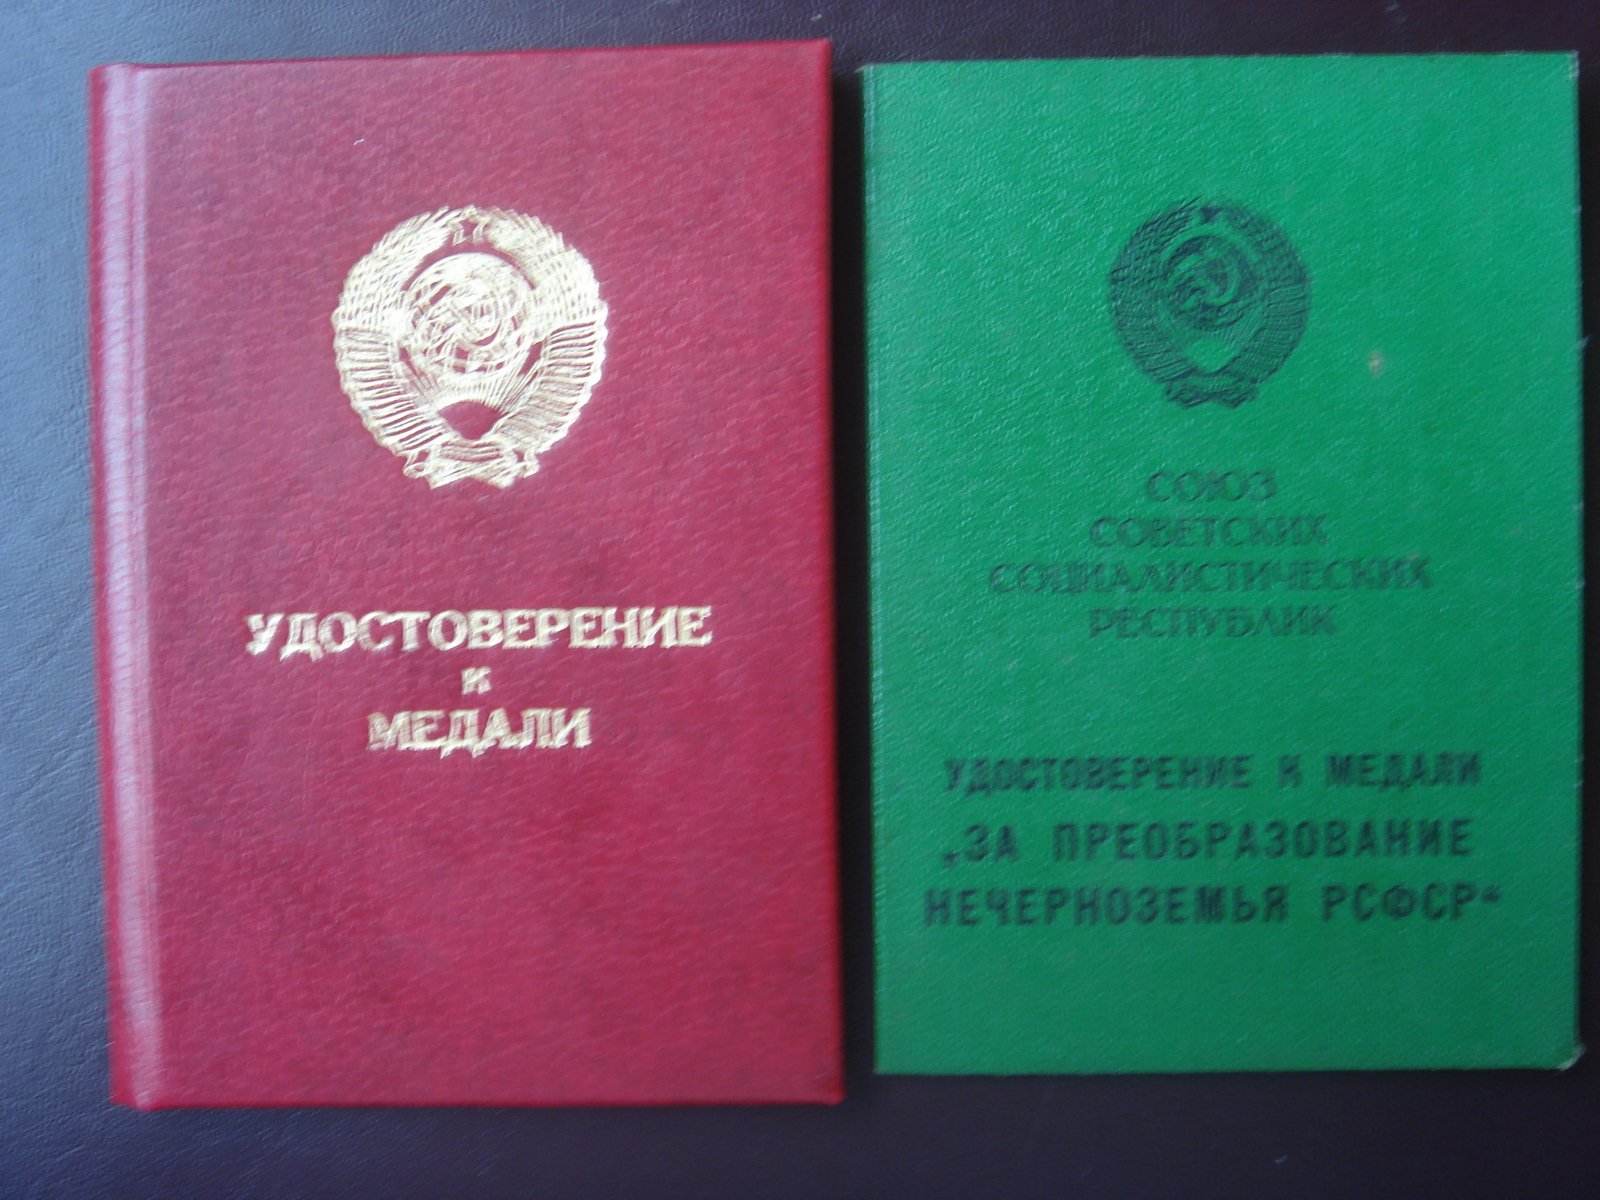 УДОСТОВЕРЕНИЕ
К
МЕДАЛИ
СОЮЗ
СОВЕТСКИХ
СОЦИАЛИСТИЧЕСКИХ
РЕСПУБЛИК
УДОСТОВЕРЕНИЕ К МЕДАЛИ
„ЗА ПРЕОБРАЗОВАНИЕ
НЕЧЕРНОЗЕМЬЯ РСФСР“